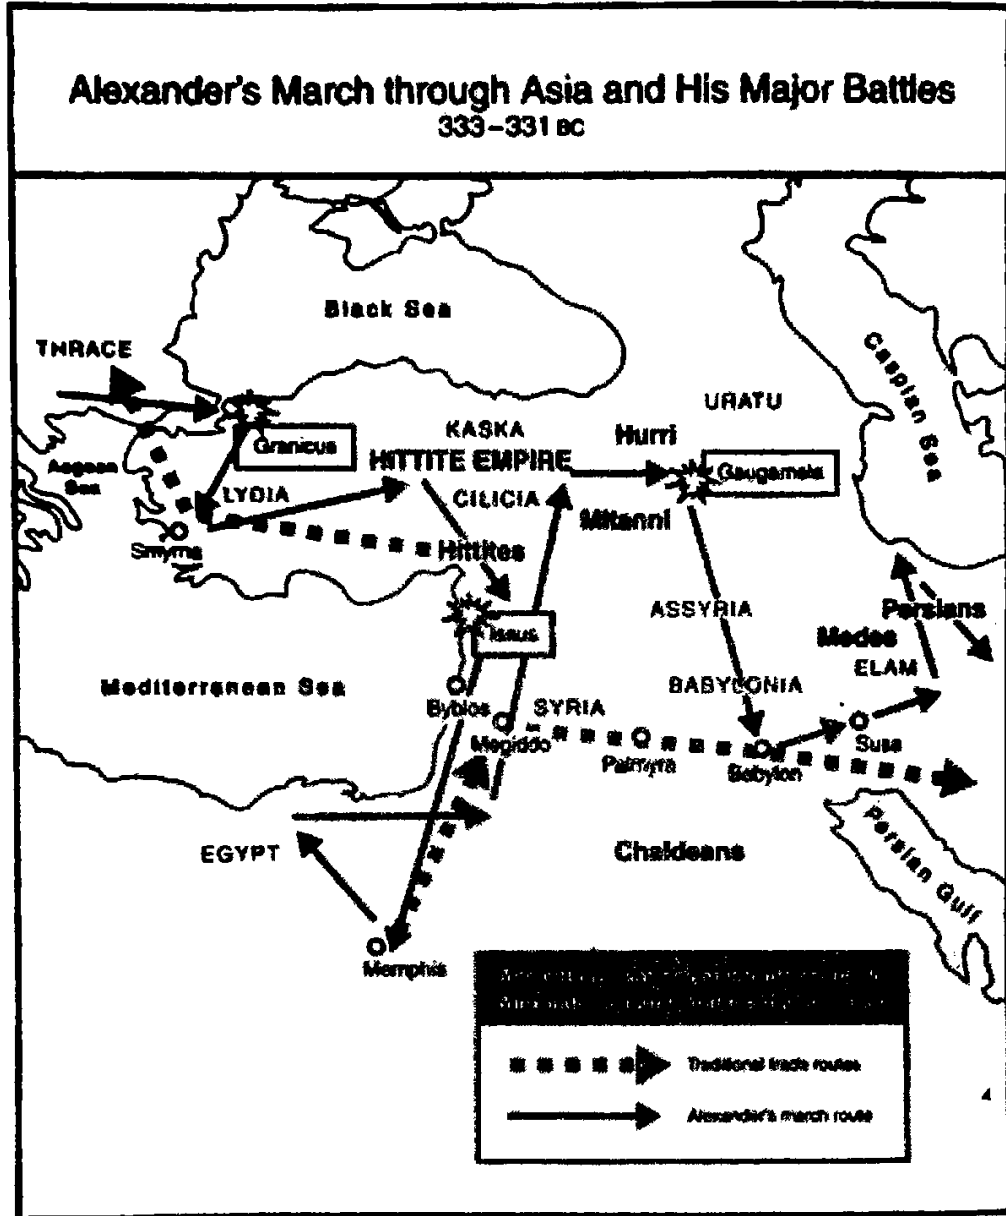 Alexander's March through Asia and His Major Battles
333–331 BC
Black Sea
THRACE
Caspian Sea
URATU
KASKA
Hurri
Granicus
HITTITE EMPIRE
Gaugamela
Aegean
Sea
LYDIA
CILICIA
Mitanni
Smyrna
Hittites
ASSYRIA
Persians
Issus
Medes
ELAM
Mediterranean Sea
BABYLONIA
Byblos
SYRIA
Megiddo
Susa
Palmyra
Babylon
EGYPT
Chaldeans
Persian Gulf
Memphis
Traditional trade routes
Alexander's march route
4